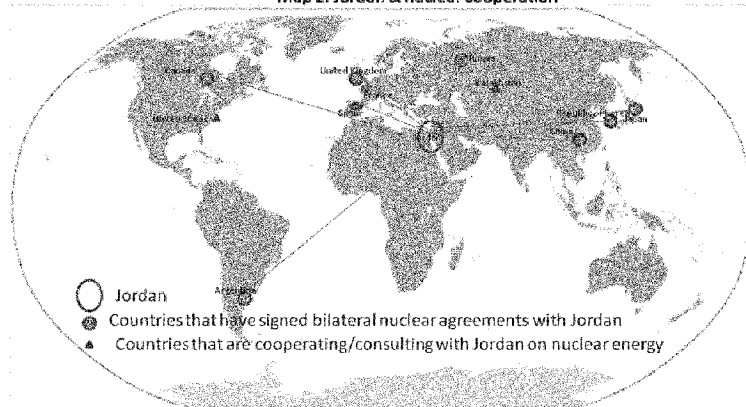 Map 2: Jordan & nuclear cooperation
Canada
United Kingdom
France
Spain
Russia
Kazakhstan
China
Japan
Argentina
Jordan
Countries that have signed bilateral nuclear agreements with Jordan
Countries that are cooperating/consulting with Jordan on nuclear energy